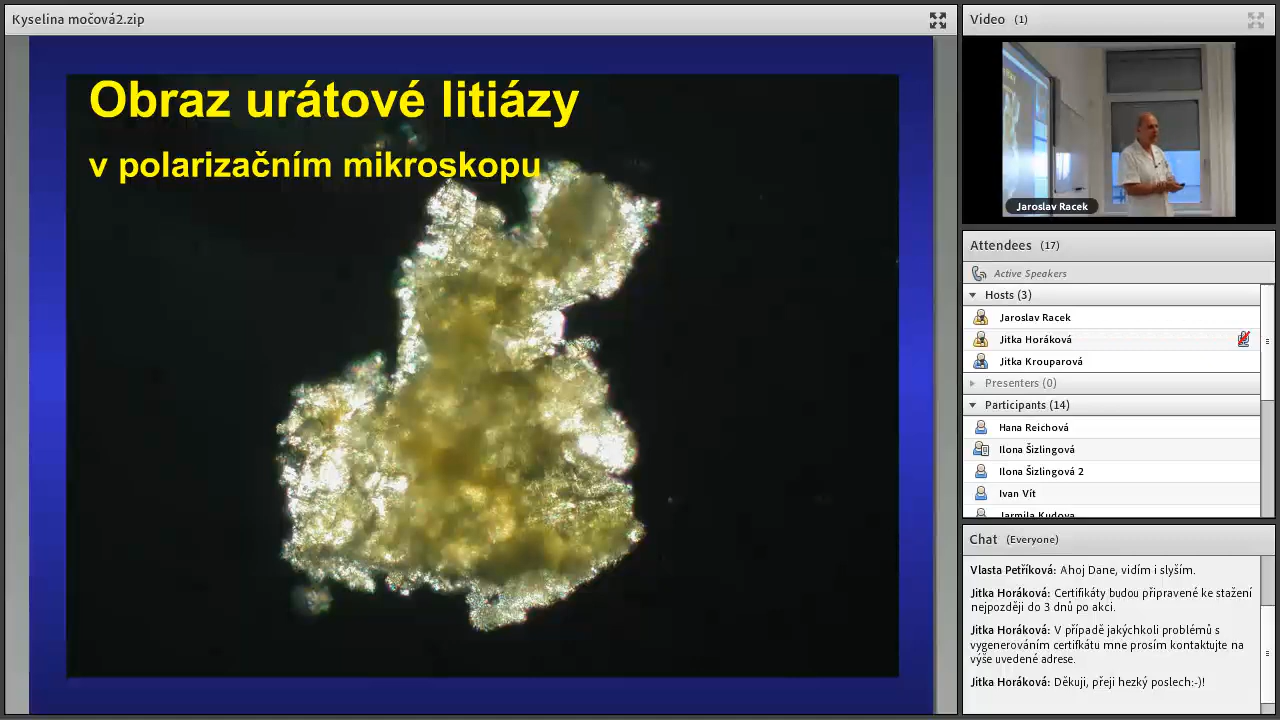 Kyselina močová2.zip
Obraz urátové litiázy
v polarizačním mikroskopu
Video (1)
Jaroslav Racek
Attendees (17)
Active Speakers
Hosts (3)
Jaroslav Racek
Jitka Horáková
Jitka Krouparová
Presenters (0)
Participants (14)
Hana Reichová
Ilona Šizlingová
Ilona Šizlingová 2
Ivan Vít
Jarmila Kudova
Chat (Everyone)
Vlasta Petříková: Ahoj Dane, vidím i slyším.
Jitka Horáková: Certifikáty budou připravené ke stažení
nejpozději do 3 dnů po akci.
Jitka Horáková: V případě jakýchkoli problémů s
vygenerováním certifkátu mne prosím kontaktujte na
výše uvedené adrese.
Jitka Horáková: Děkuji, přeji hezký poslech:-)!